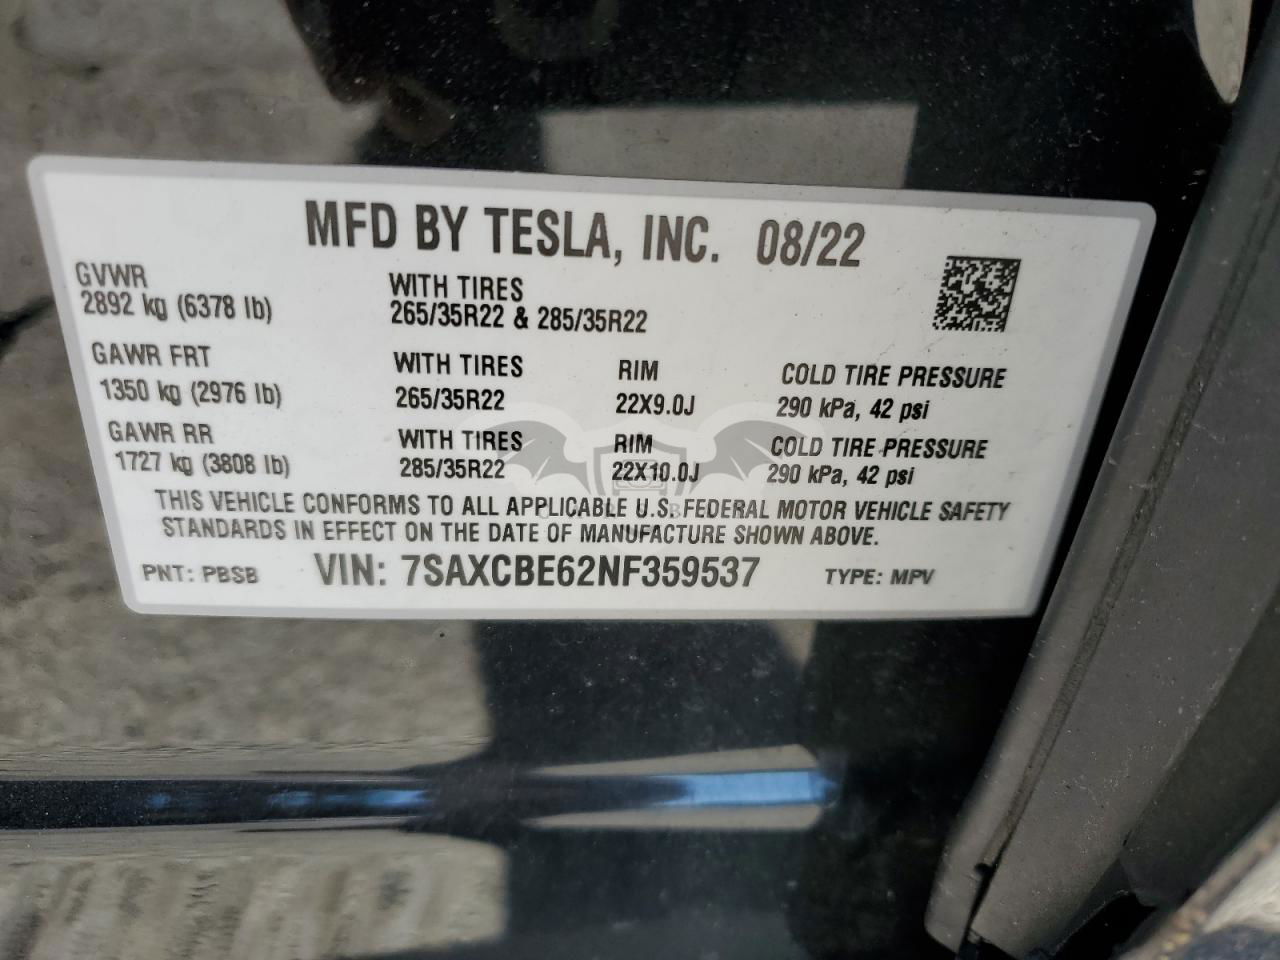 MFD BY TESLA, INC. 08/22
GVWR
2892 kg (6378 lb)
WITH TIRES
265/35R22 & 285/35R22
GAWR FRT
1350 kg (2976 lb)
WITH TIRES
265/35R22
RIM
22X9.0J
COLD TIRE PRESSURE
290 kPa, 42 psi
GAWR RR
1727 kg (3808 lb)
WITH TIRES
285/35R22
RIM
22X10.0J
COLD TIRE PRESSURE
290 kPa, 42 psi
THIS VEHICLE CONFORMS TO ALL APPLICABLE U.S. FEDERAL MOTOR VEHICLE SAFETY
STANDARDS IN EFFECT ON THE DATE OF MANUFACTURE SHOWN ABOVE.
PNT: PBSB VIN: 7SAXCBE62NF359537 TYPE: MPV